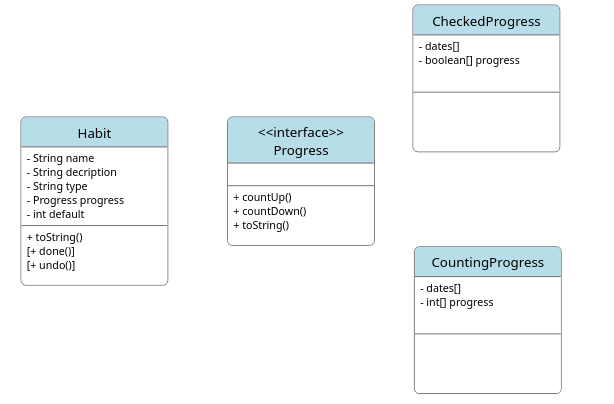 Habit
- String name
- String decription
- String type
- Progress progress
- int default
+ toString()
[+ done()]
[+ undo()]
<<interface>>
Progress
+ countUp()
+ countDown()
+ toString()
CheckedProgress
- dates[]
- boolean[] progress
CountingProgress
- dates[]
- int[] progress